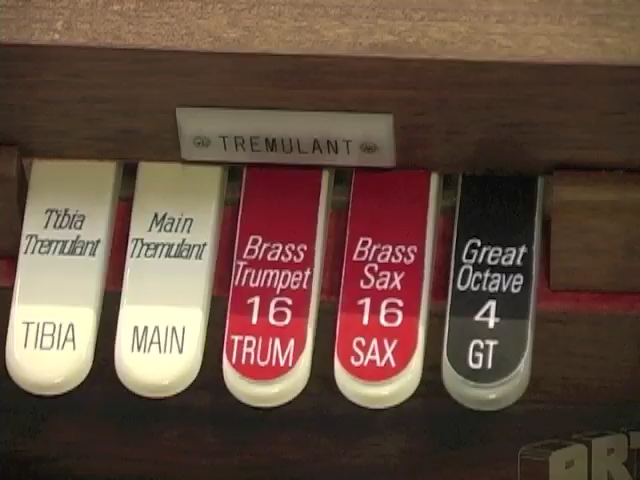 TREMULANT
Tibia
Tremulant
TIBIA
Main
Tremulant
MAIN
Brass
Trumpet
16
TRUM
Brass
Sax
16
SAX
Great
Octave
4
GT